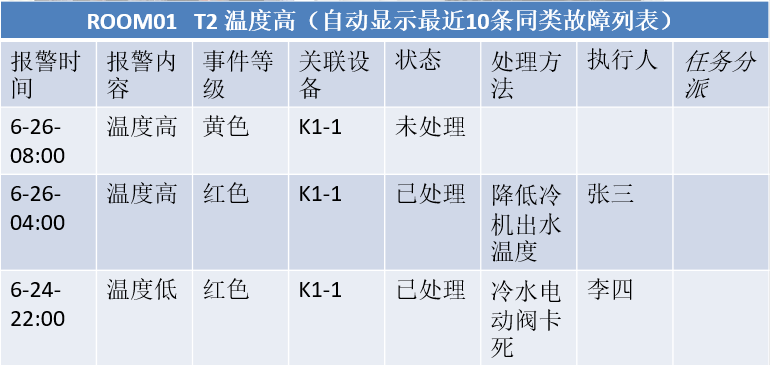 ROOM01 T2 温度高（自动显示最近10条同类故障列表）
报警时间 报警内容 事件等级 关联设备 状态 处理方法 执行人 任务分派
6-26-08:00 温度高 黄色 K1-1 未处理
6-26-04:00 温度高 红色 K1-1 已处理 降低冷机出水温度 张三
6-24-22:00 温度低 红色 K1-1 已处理 冷水电动阀卡死 李四